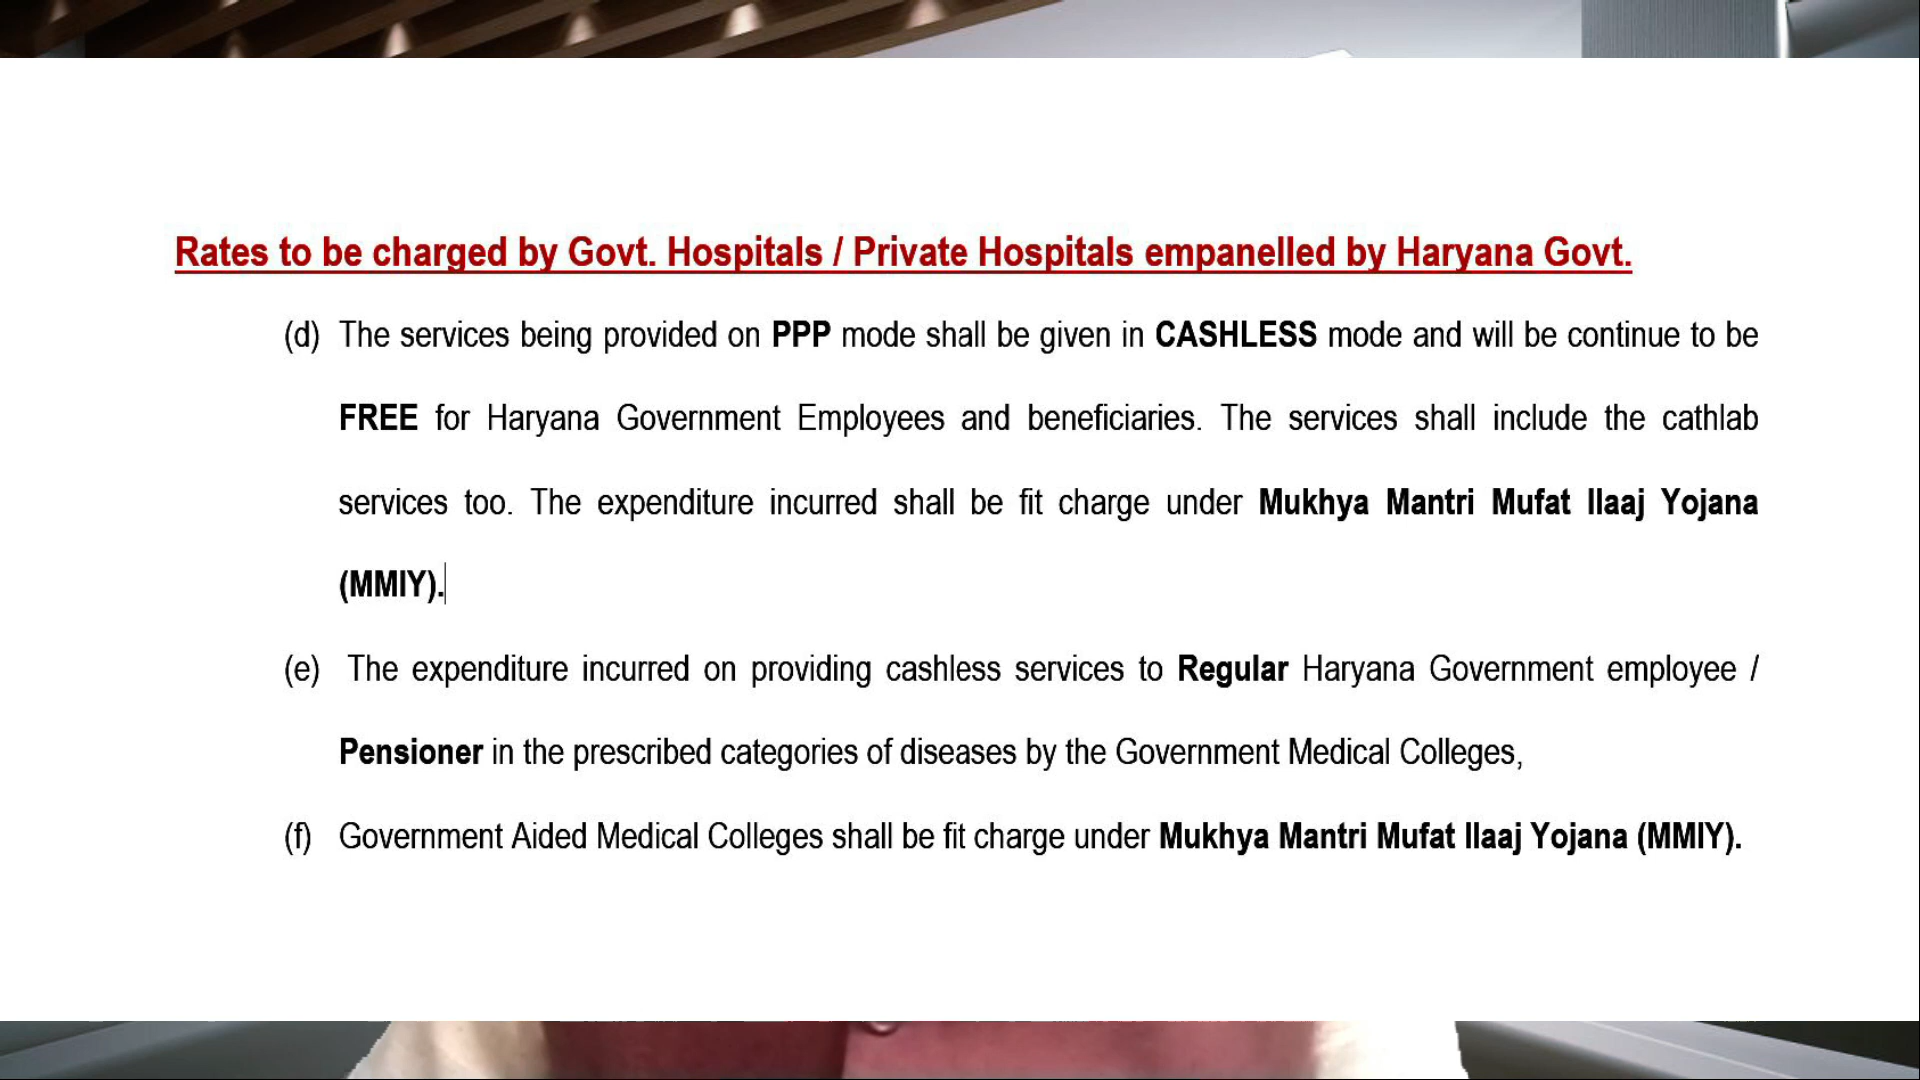 Rates to be charged by Govt. Hospitals / Private Hospitals empanelled by Haryana Govt.
(d) The services being provided on PPP mode shall be given in CASHLESS mode and will be continue to be
FREE for Haryana Government Employees and beneficiaries. The services shall include the cathlab
services too. The expenditure incurred shall be fit charge under Mukhya Mantri Mufat Ilaaj Yojana
(MMIY).
(e) The expenditure incurred on providing cashless services to Regular Haryana Government employee /
Pensioner in the prescribed categories of diseases by the Government Medical Colleges,
(f) Government Aided Medical Colleges shall be fit charge under Mukhya Mantri Mufat Ilaaj Yojana (MMIY).